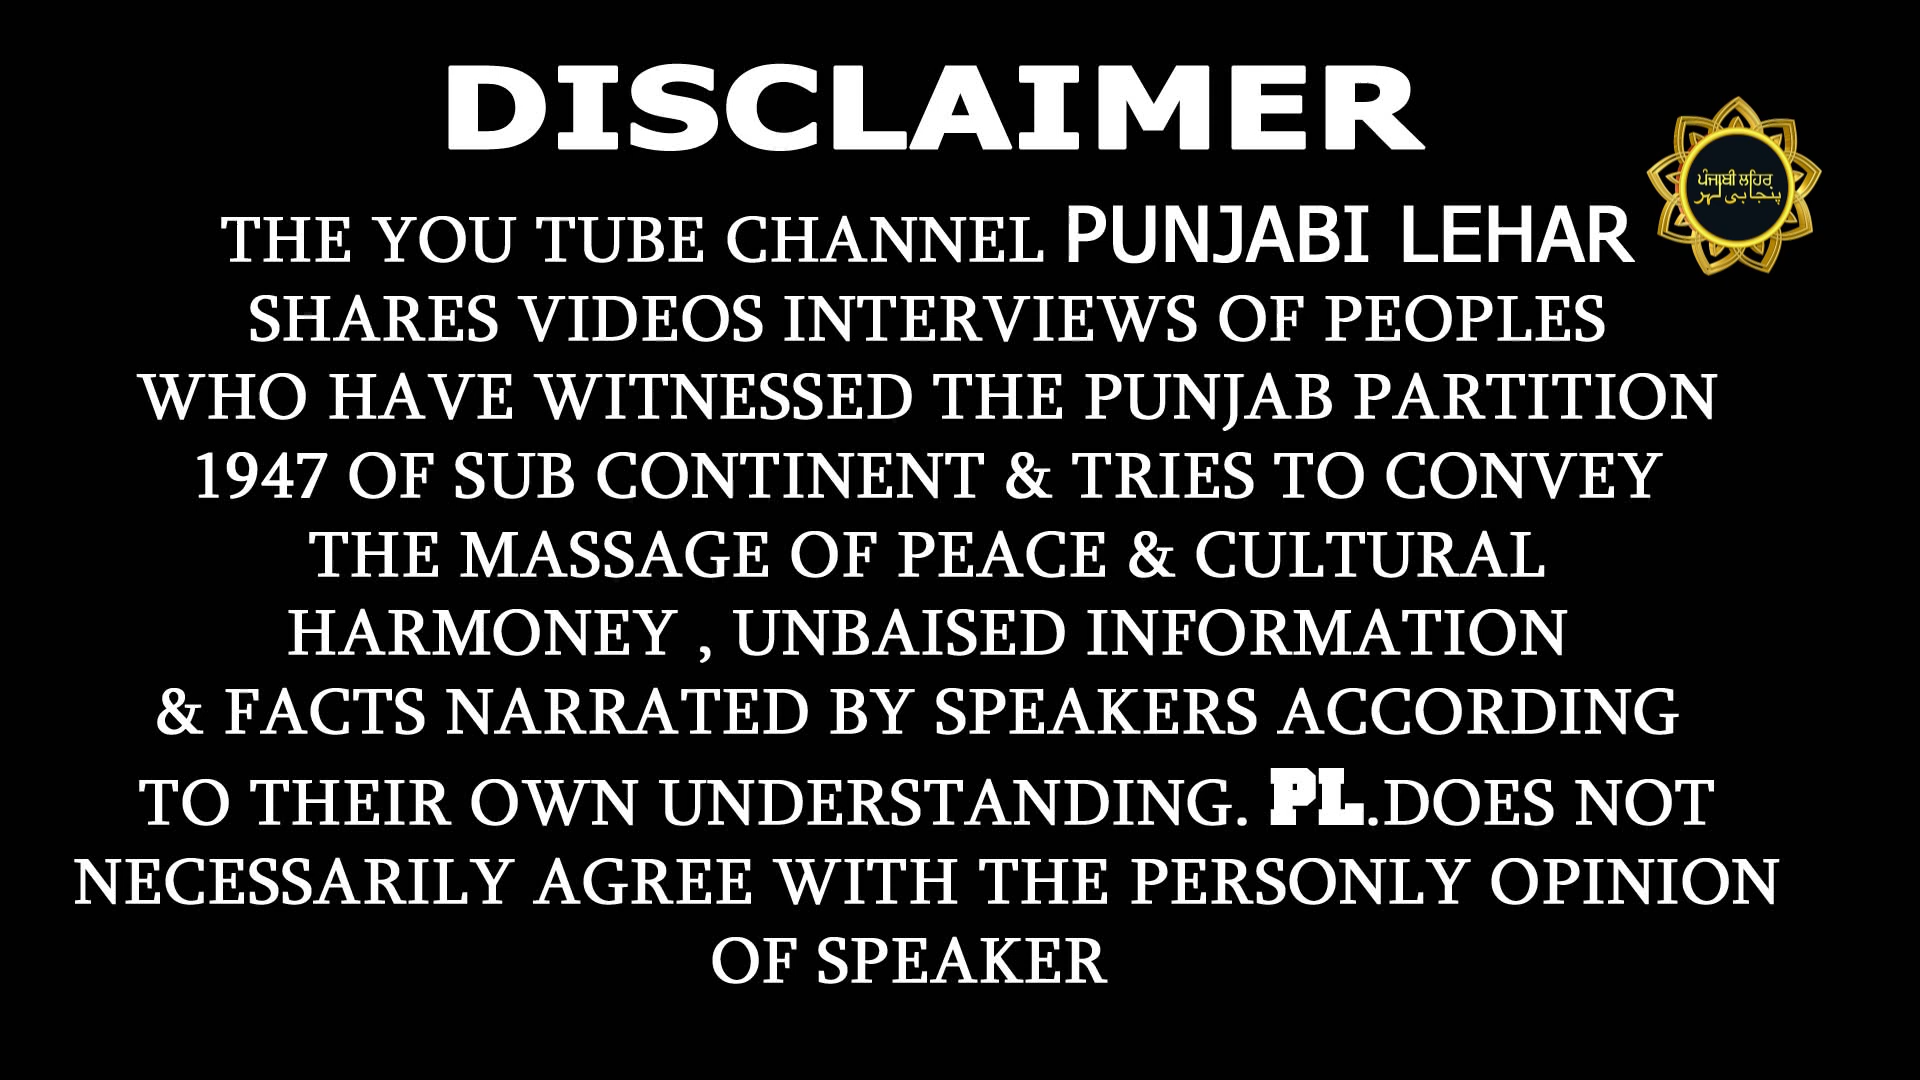 DISCLAIMER
ਪੰਜਾਬੀ ਲਹਿਰ
پنجابی لہر
THE YOU TUBE CHANNEL PUNJABI LEHAR
SHARES VIDEOS INTERVIEWS OF PEOPLES
WHO HAVE WITNESSED THE PUNJAB PARTITION
1947 OF SUB CONTINENT & TRIES TO CONVEY
THE MASSAGE OF PEACE & CULTURAL
HARMONEY , UNBAISED INFORMATION
& FACTS NARRATED BY SPEAKERS ACCORDING
TO THEIR OWN UNDERSTANDING. PL.DOES NOT
NECESSARILY AGREE WITH THE PERSONLY OPINION
OF SPEAKER